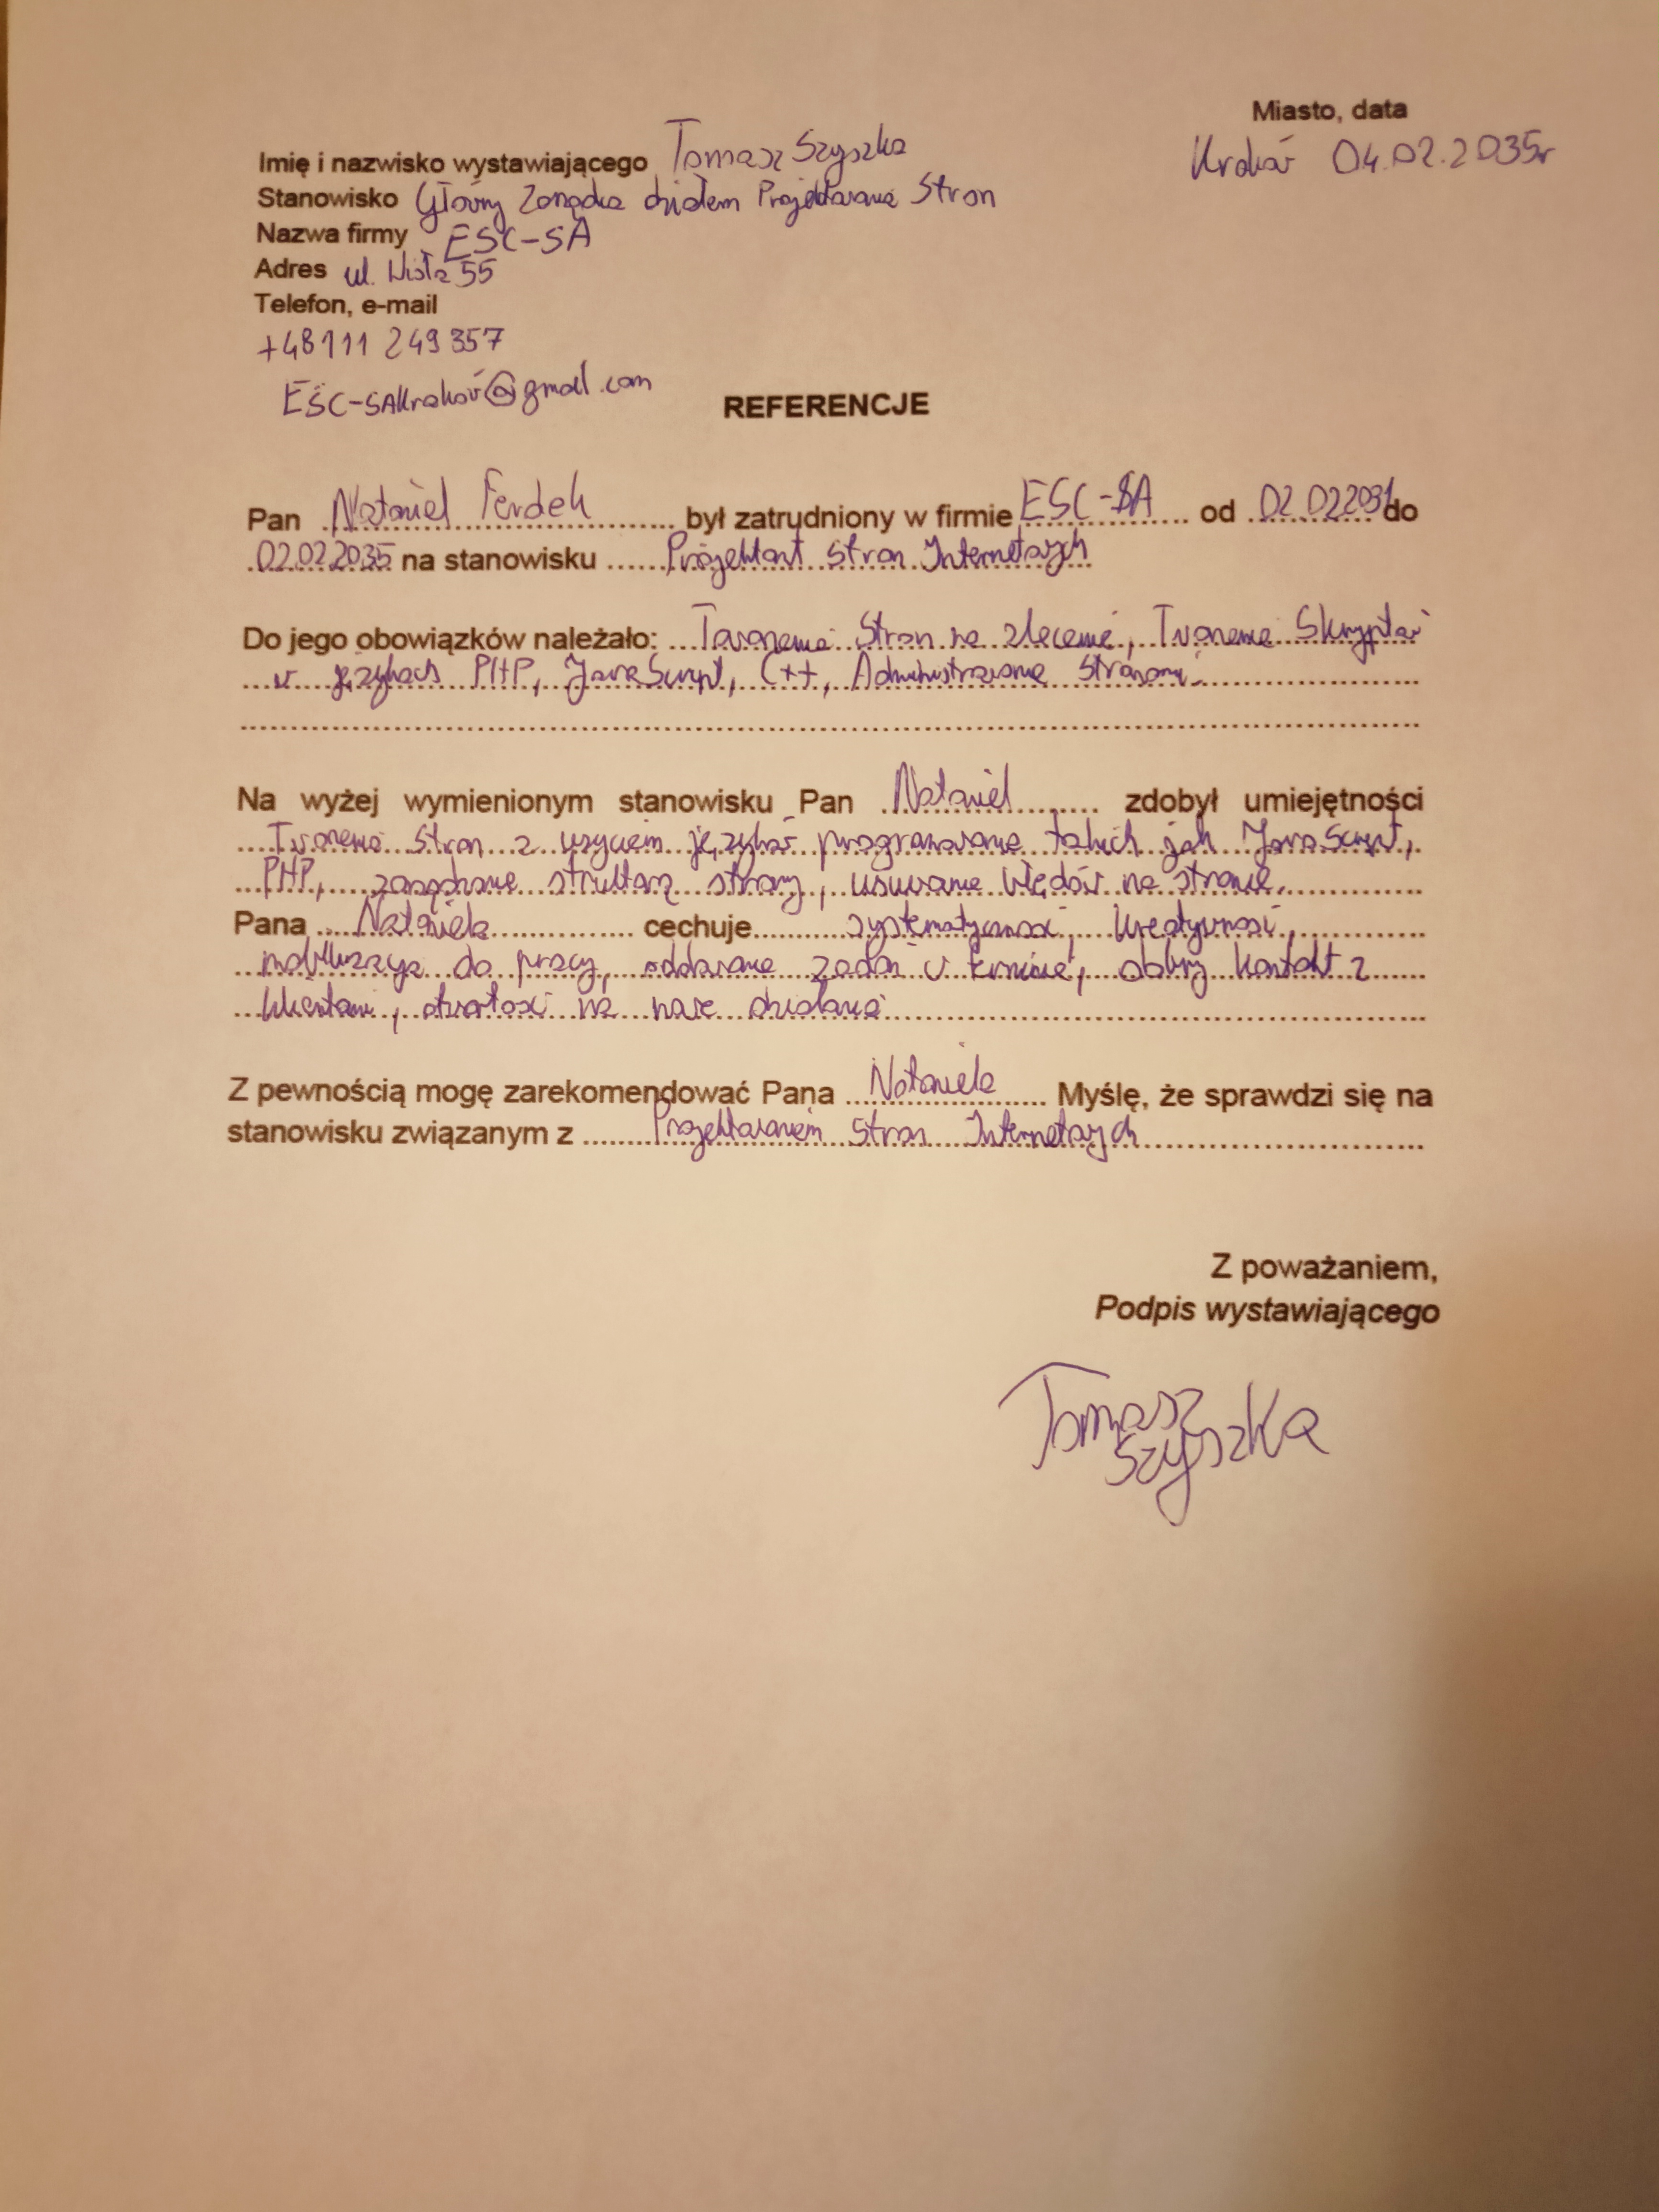 Miasto, data
Kraków 04.02.2035r
Imię i nazwisko wystawiającego Tomasz Szyszka
Stanowisko Główny Zarządca działem Projektowania Stron
Nazwa firmy ESC-SA
Adres ul. Wisła 55
Telefon, e-mail
+48111 249 357
ESC-SAKraków@gmail.com
REFERENCJE
Pan Nataniel Ferdek był zatrudniony w firmie ESC-SA od 02.02.2031 do
02.02.2035 na stanowisku Projektant Stron Internetowych
Do jego obowiązków należało: Tworzenie Stron na zlecenie, Tworzenie Skryptów
w językach PHP, JavaScript, C++, Administrowanie Stronami.
Na wyżej wymienionym stanowisku Pan Nataniel zdobył umiejętności
Tworzenia Stron z użyciem języków programowania takich jak JavaScript,
PHP, zarządzanie strukturą strony, usuwanie błędów na stronie.
Pana Nataniela cechuje systematyczność, kreatywność,
mobilizacja do pracy, oddawanie zadań w terminie, dobry kontakt z
klientami, otwartość na nowe działania
Z pewnością mogę zarekomendować Pana Nataniela Myślę, że sprawdzi się na
stanowisku związanym z Projektowaniem Stron Internetowych
Z poważaniem,
Podpis wystawiającego
Tomasz
Szyszka